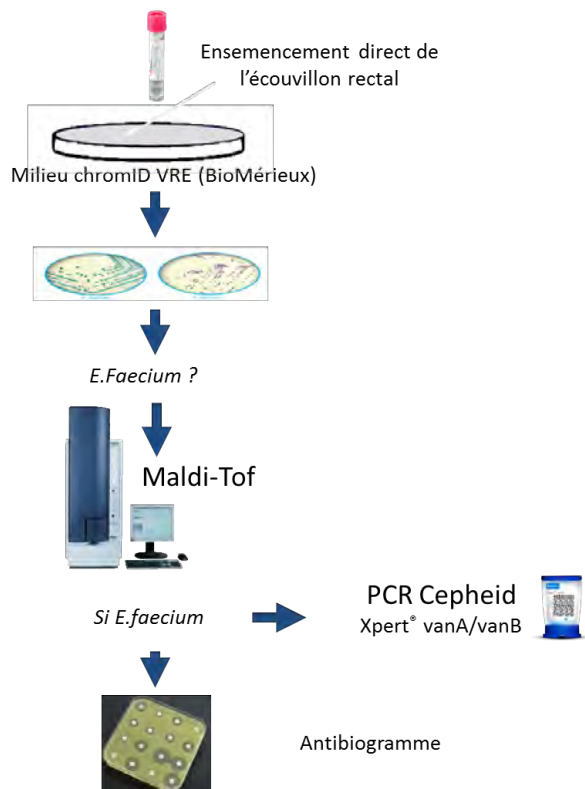 Ensemencement direct de
l'écouvillon rectal
Milieu chromID VRE (BioMérieux)
E.Faecium ?
Maldi-Tof
Si E.faecium
PCR Cepheid
Xpert® vanA/vanB
Antibiogramme